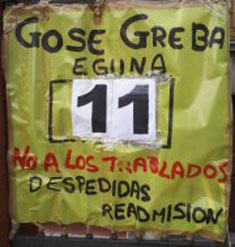 GOSE GREBA
EGUNA
11
NO A LOS TRASLADOS
DESPEDIDAS
READMISION